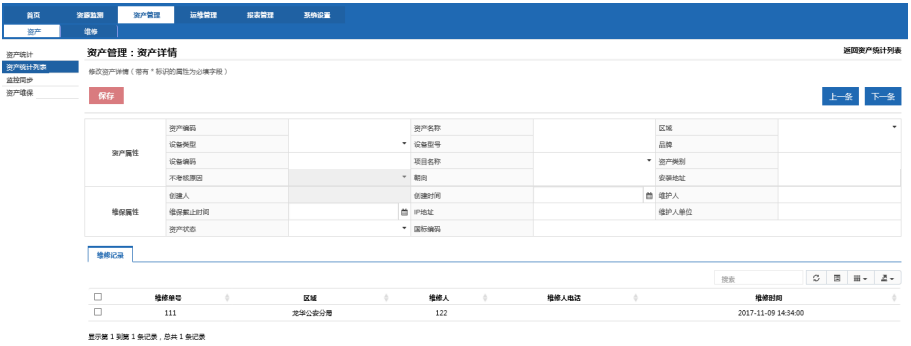 首页 资源监测 资产管理 运维管理 报表管理 系统设置
资产 维修
资产统计
资产统计列表
监控同步
资产维保
资产管理：资产详情 返回资产统计列表
修改资产详情（带有 * 标识的属性为必填字段）
保存 上一条 下一条
资产属性
资产编码 资产名称 区域
设备类型 设备型号 品牌
设备编码 项目名称 资产类别
不考核原因 朝向 安装地址
维保属性
创建人 创建时间 维护人
维保截止时间 IP地址 维护人单位
资产状态 国标编码
维修记录
搜索
维修单号 区域 维修人 维修人电话 维修时间
111 龙华公安分局 122 2017-11-09 14:34:00
显示第 1 到第 1 条记录，总共 1 条记录